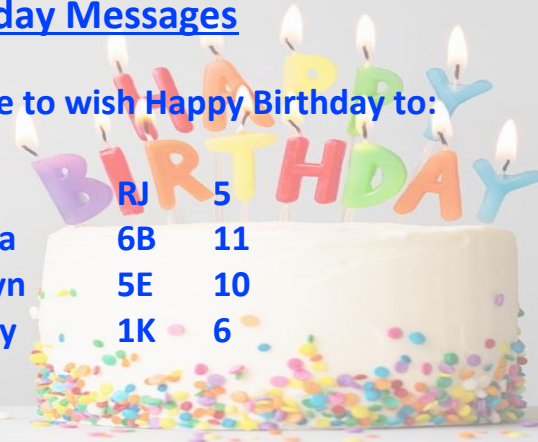 day Messages
e to wish Happy Birthday to:
HAPPY
BIRTHDAY
RJ 5
a 6B 11
yn 5E 10
y 1K 6